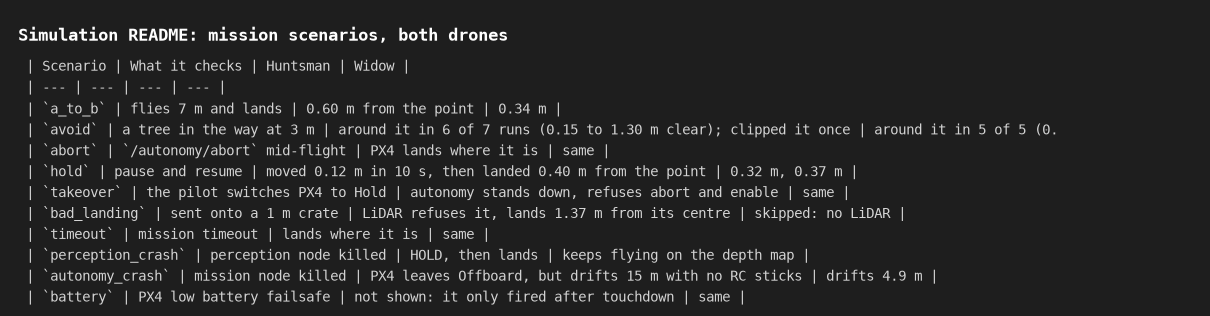 Simulation README: mission scenarios, both drones
| Scenario | What it checks | Huntsman | Widow |
| --- | --- | --- | --- |
| `a_to_b` | flies 7 m and lands | 0.60 m from the point | 0.34 m |
| `avoid` | a tree in the way at 3 m | around it in 6 of 7 runs (0.15 to 1.30 m clear); clipped it once | around it in 5 of 5 (0.
| `abort` | `/autonomy/abort` mid-flight | PX4 lands where it is | same |
| `hold` | pause and resume | moved 0.12 m in 10 s, then landed 0.40 m from the point | 0.32 m, 0.37 m |
| `takeover` | the pilot switches PX4 to Hold | autonomy stands down, refuses abort and enable | same |
| `bad_landing` | sent onto a 1 m crate | LiDAR refuses it, lands 1.37 m from its centre | skipped: no LiDAR |
| `timeout` | mission timeout | lands where it is | same |
| `perception_crash` | perception node killed | HOLD, then lands | keeps flying on the depth map |
| `autonomy_crash` | mission node killed | PX4 leaves Offboard, but drifts 15 m with no RC sticks | drifts 4.9 m |
| `battery` | PX4 low battery failsafe | not shown: it only fired after touchdown | same |